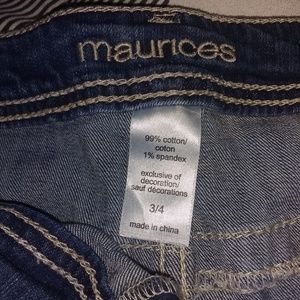 maurices
99% cotton/
coton
1% spandex
exclusive of
decoration/
sauf décorations
3/4
made in china